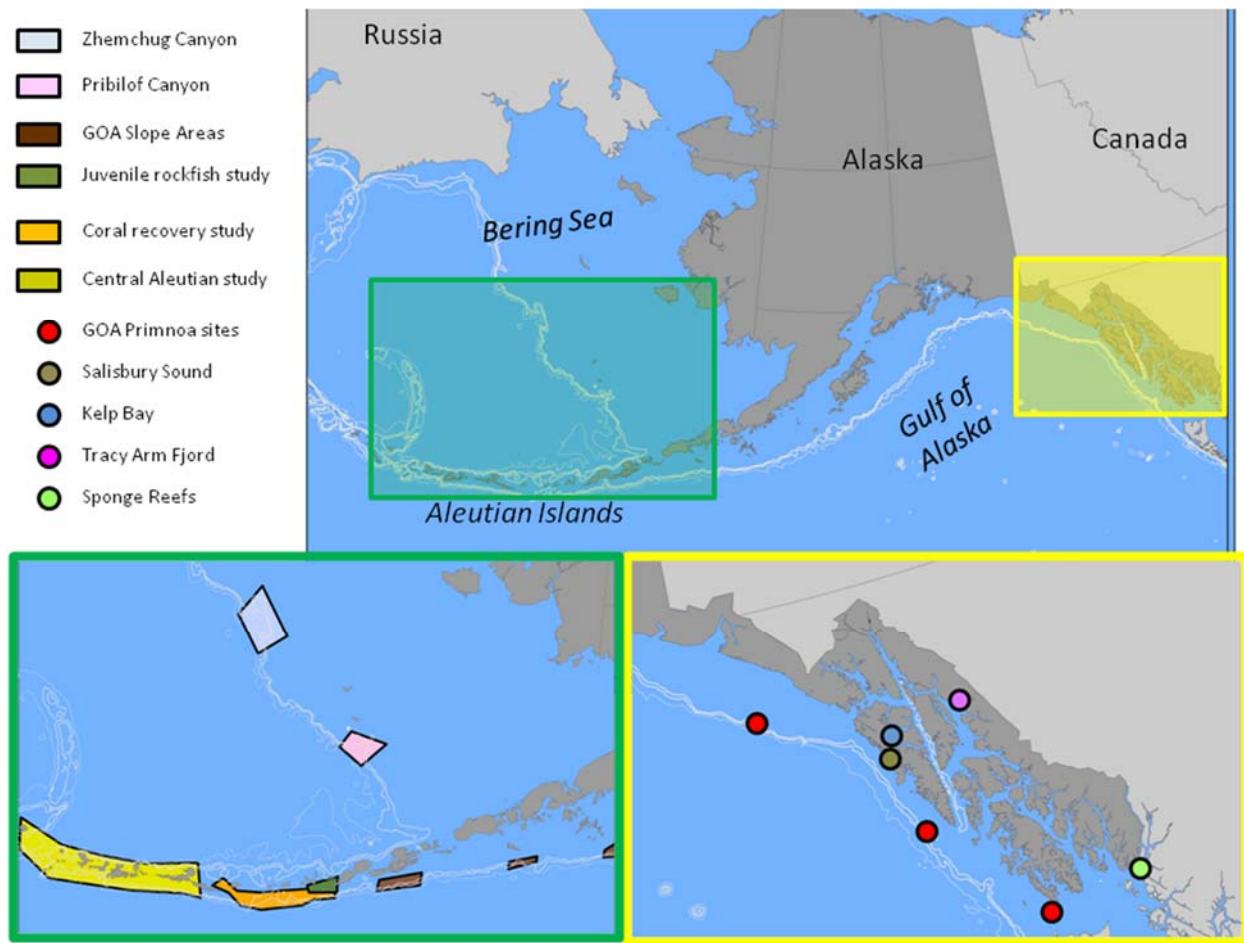 Zhemchug Canyon
Pribilof Canyon
GOA Slope Areas
Juvenile rockfish study
Coral recovery study
Central Aleutian study
GOA Primnoa sites
Salisbury Sound
Kelp Bay
Tracy Arm Fjord
Sponge Reefs
Russia
Alaska
Canada
Bering Sea
Gulf of
Alaska
Aleutian Islands